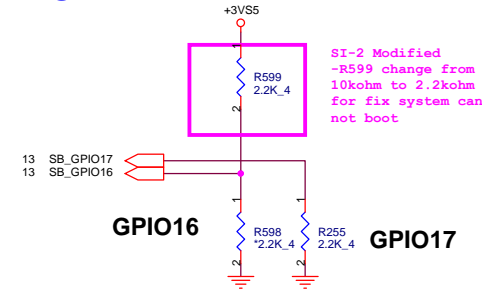 +3VS5
1
R599
2.2K_4
2
SI-2 Modified
-R599 change from
10kohm to 2.2kohm
for fix system can
not boot
13 SB_GPIO17
13 SB_GPIO16
GPIO16
1
R598
*2.2K_4
2
1
R255
2.2K_4
2
GPIO17